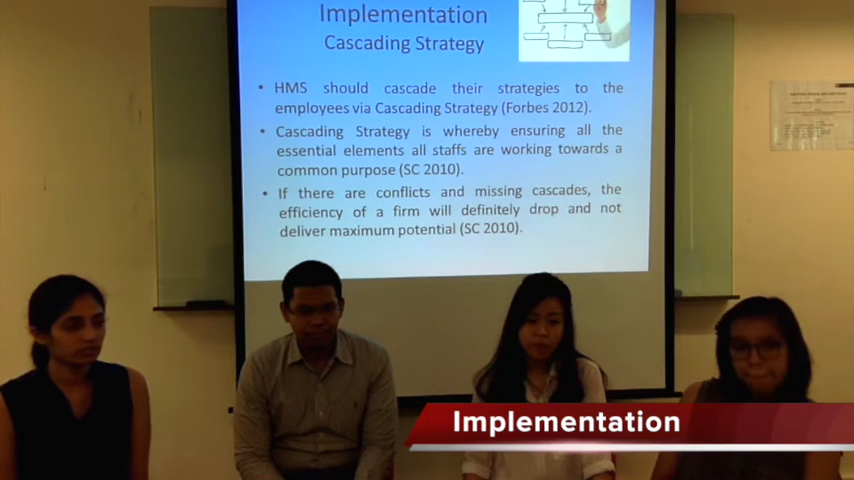 Implementation
Cascading Strategy
• HMS should cascade their strategies to the
employees via Cascading Strategy (Forbes 2012).
• Cascading Strategy is whereby ensuring all the
essential elements all staffs are working towards a
common purpose (SC 2010).
• If there are conflicts and missing cascades, the
efficiency of a firm will definitely drop and not
deliver maximum potential (SC 2010).
Implementation